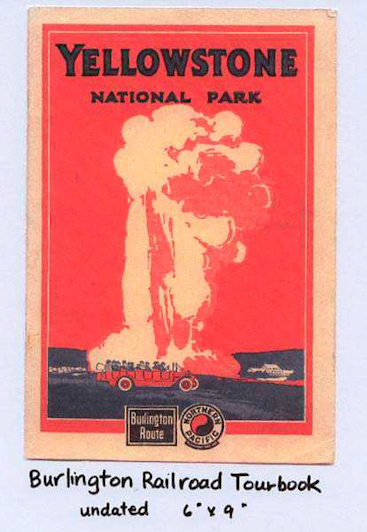 YELLOWSTONE
NATIONAL PARK
Burlington
Route
NORTHERN
PACIFIC
Burlington Railroad Tourbook
undated 6" x 9"